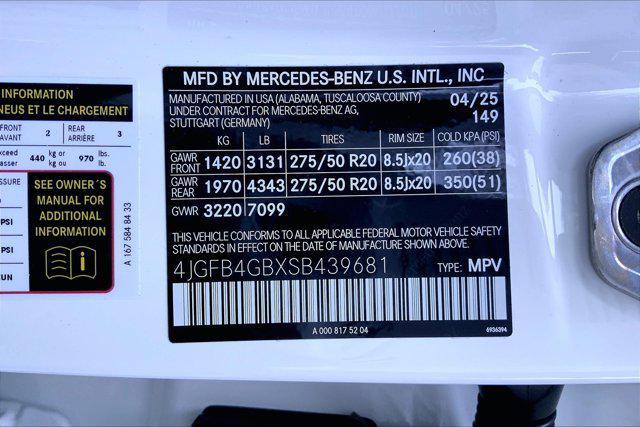 MFD BY MERCEDES-BENZ U.S. INTL., INC
MANUFACTURED IN USA (ALABAMA, TUSCALOOSA COUNTY) 04/25
UNDER CONTRACT FOR MERCEDES-BENZ AG, 149
STUTTGART (GERMANY)
KG LB TIRES RIM SIZE COLD KPA (PSI)
GAWR FRONT 1420 3131 275/50 R20 8.5Jx20 260(38)
GAWR REAR 1970 4343 275/50 R20 8.5Jx20 350(51)
GVWR 3220 7099
THIS VEHICLE CONFORMS TO ALL APPLICABLE FEDERAL MOTOR VEHICLE SAFETY
STANDARDS IN EFFECT ON THE DATE OF MANUFACTURE SHOWN ABOVE.
4JGFB4GBXSB439681 TYPE: MPV
A 000 817 52 04
6936394
INFORMATION
NEUS ET LE CHARGEMENT
FRONT 2 REAR 3
AVANT ARRIÈRE
440 kg or 970 lb.
kg ou lb.
SEE OWNER´S
MANUAL FOR
ADDITIONAL
INFORMATION
PSI
PSI
A 167 584 84 33